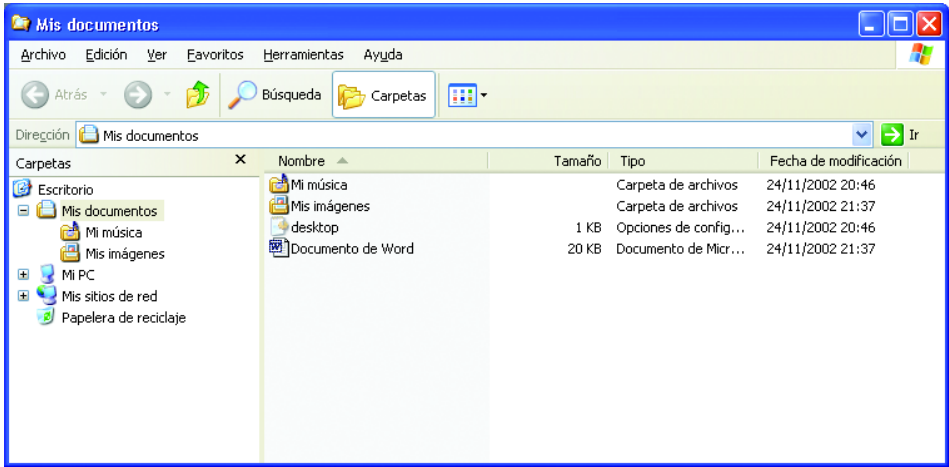 Mis documentos
Archivo Edición Ver Favoritos Herramientas Ayuda
Atrás Búsqueda Carpetas
Dirección Mis documentos Ir
Carpetas X Nombre Tamaño Tipo Fecha de modificación
Escritorio
Mis documentos
Mi música
Mis imágenes
Mi PC
Mis sitios de red
Papelera de reciclaje
Mi música Carpeta de archivos 24/11/2002 20:46
Mis imágenes Carpeta de archivos 24/11/2002 21:37
desktop 1 KB Opciones de config... 24/11/2002 20:46
Documento de Word 20 KB Documento de Micr... 24/11/2002 21:37